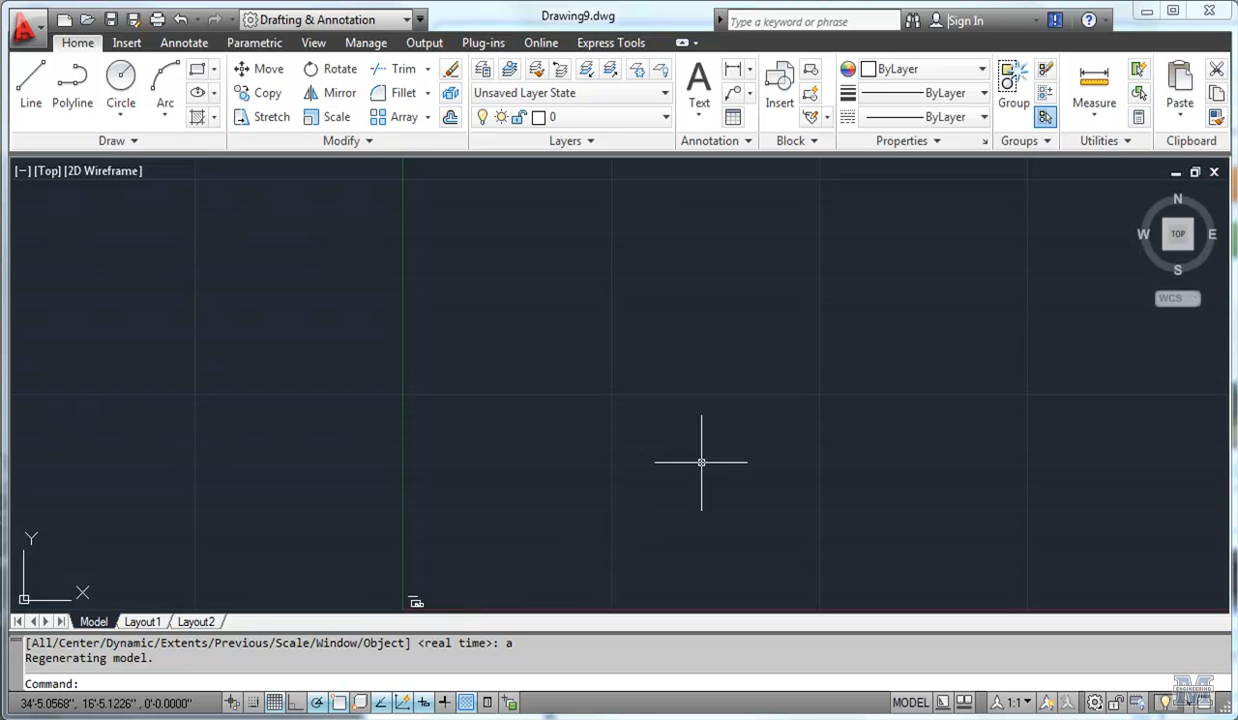 Drafting & Annotation
Drawing9.dwg
Type a keyword or phrase
Sign In
Home Insert Annotate Parametric View Manage Output Plug-ins Online Express Tools
Line Polyline Circle Arc
Move Rotate Trim
Copy Mirror Fillet
Stretch Scale Array
Unsaved Layer State
0
Text Insert
ByLayer
ByLayer
ByLayer
Group Measure Paste
Draw Modify Layers Annotation Block Properties Groups Utilities Clipboard
[−] [Top] [2D Wireframe]
N
W TOP E
S
WCS
Y
X
Model Layout1 Layout2
[All/Center/Dynamic/Extents/Previous/Scale/Window/Object] <real time>: a
Regenerating model.
Command:
34'-5.0568", 16'-5.1226", 0'-0.0000"
MODEL
1:1
ENGINEERING